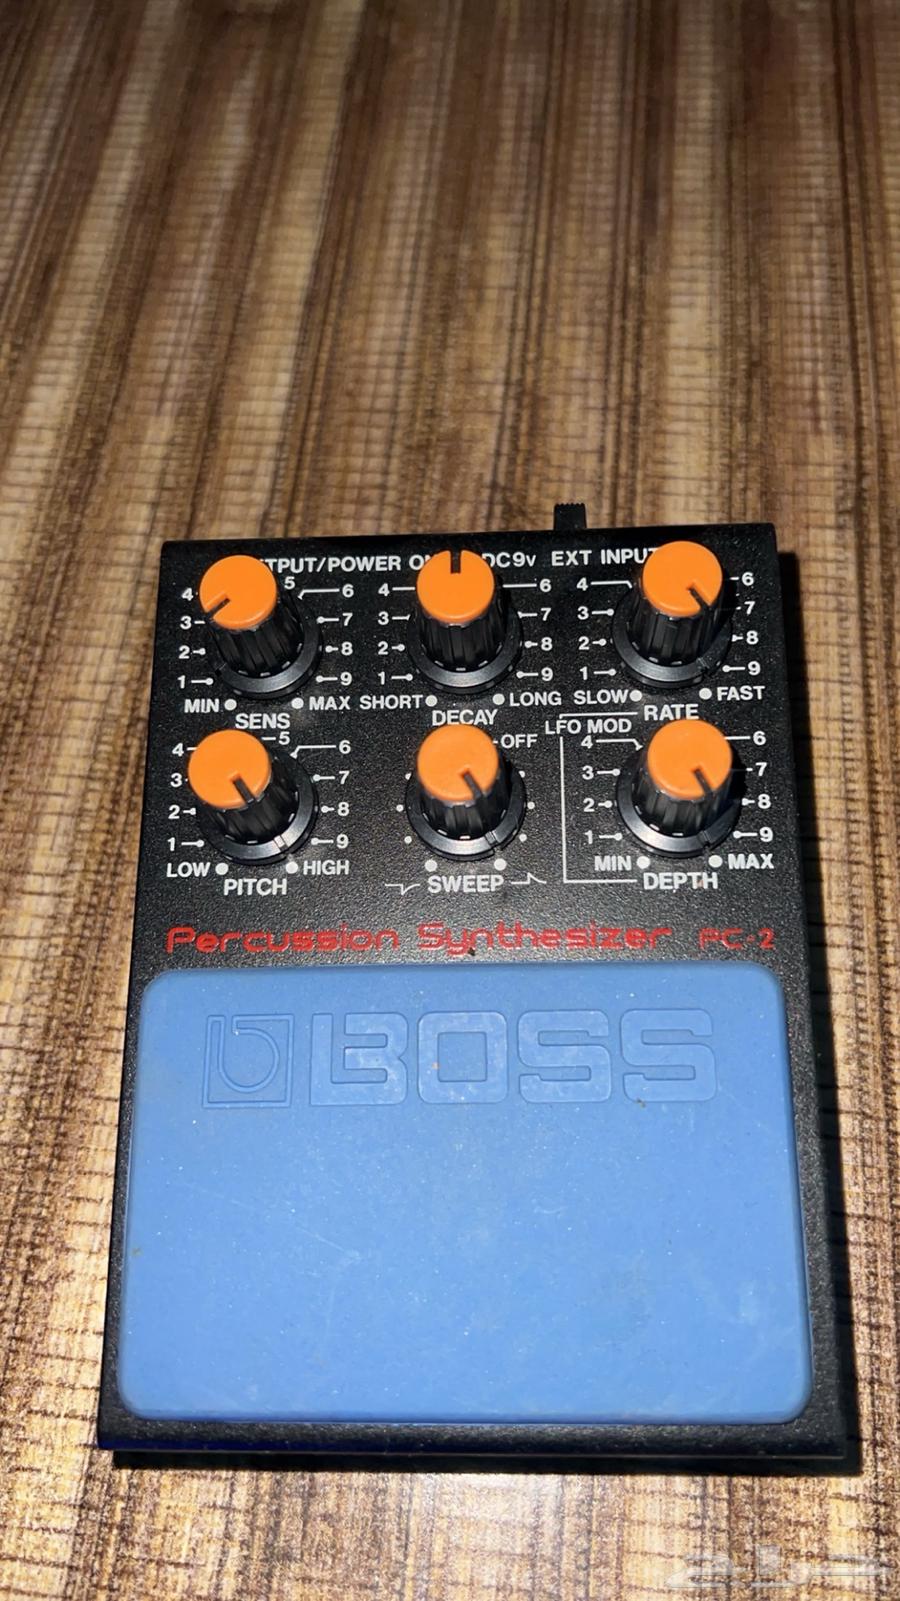 TPUT/POWER ON DC9v EXT INPUT
4 5 6 4 6 4 6
3 7 3 7 3 7
2 8 2 8 2 8
1 9 1 9 1 9
MIN MAX SHORT LONG SLOW FAST
SENS DECAY RATE
LFO MOD
4 5 6 OFF 4 6
3 7 3 7
2 8 2 8
1 9 1 9
LOW HIGH MIN MAX
PITCH SWEEP DEPTH
Percussion Synthesizer PC-2
BOSS